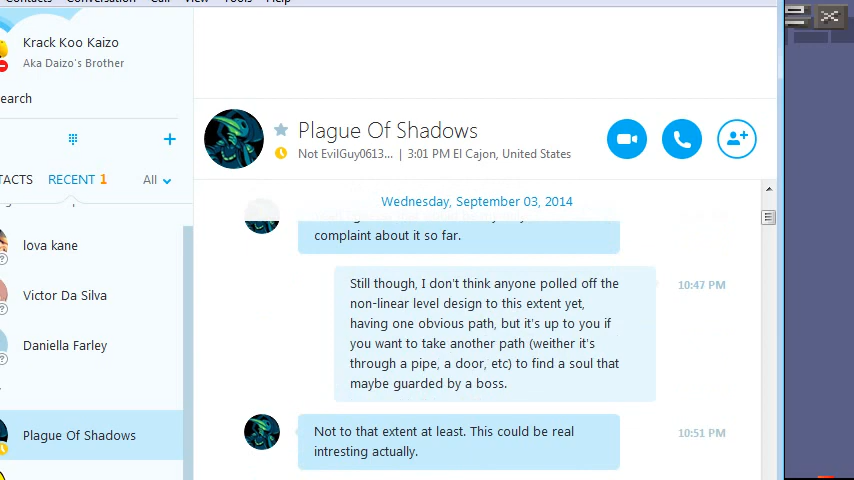 Contacts Conversation Call View Tools Help
Krack Koo Kaizo
Aka Daizo's Brother
earch
TACTS RECENT 1 All
lova kane
Victor Da Silva
Daniella Farley
Plague Of Shadows
Plague Of Shadows
Not EvilGuy0613... | 3:01 PM El Cajon, United States
Wednesday, September 03, 2014
complaint about it so far.
Still though, I don't think anyone polled off the
non-linear level design to this extent yet,
having one obvious path, but it's up to you if
you want to take another path (weither it's
through a pipe, a door, etc) to find a soul that
maybe guarded by a boss.
10:47 PM
Not to that extent at least. This could be real
intresting actually.
10:51 PM